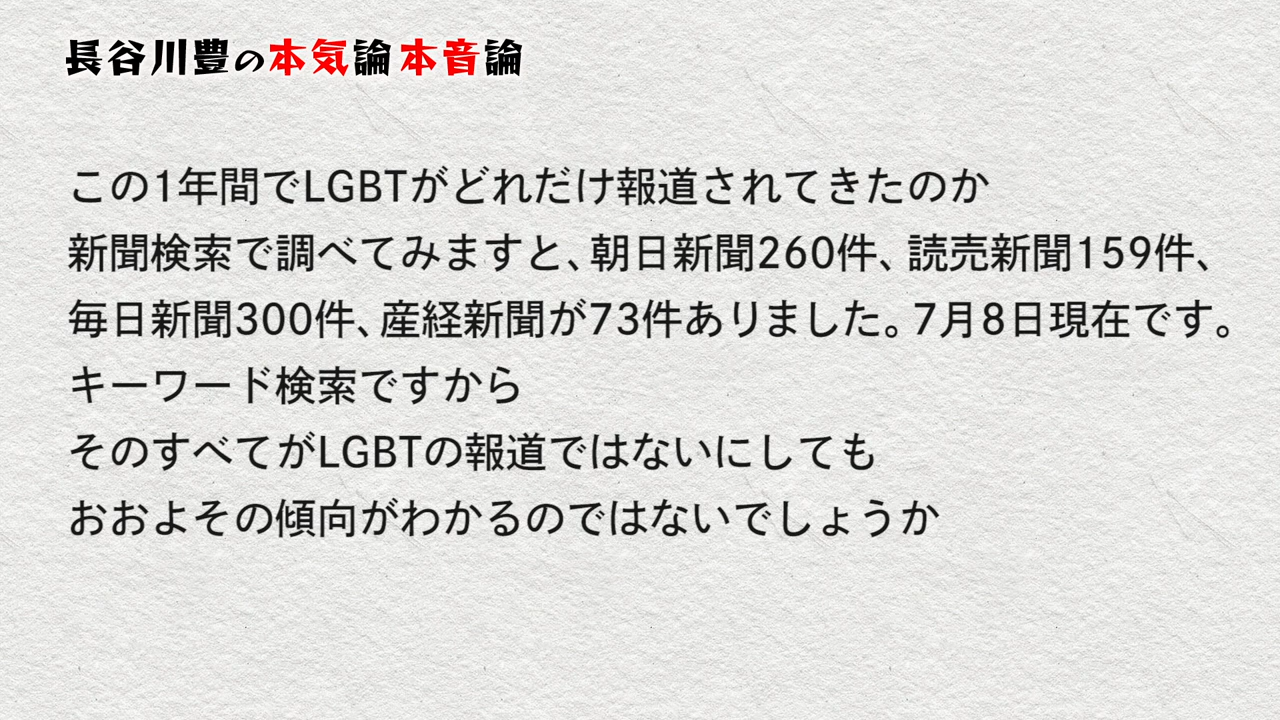 長谷川豊の本気論 本音論
この1年間でLGBTがどれだけ報道されてきたのか
新聞検索で調べてみますと、朝日新聞260件、読売新聞159件、
毎日新聞300件、産経新聞が73件ありました。7月8日現在です。
キーワード検索ですから
そのすべてがLGBTの報道ではないにしても
おおよその傾向がわかるのではないでしょうか